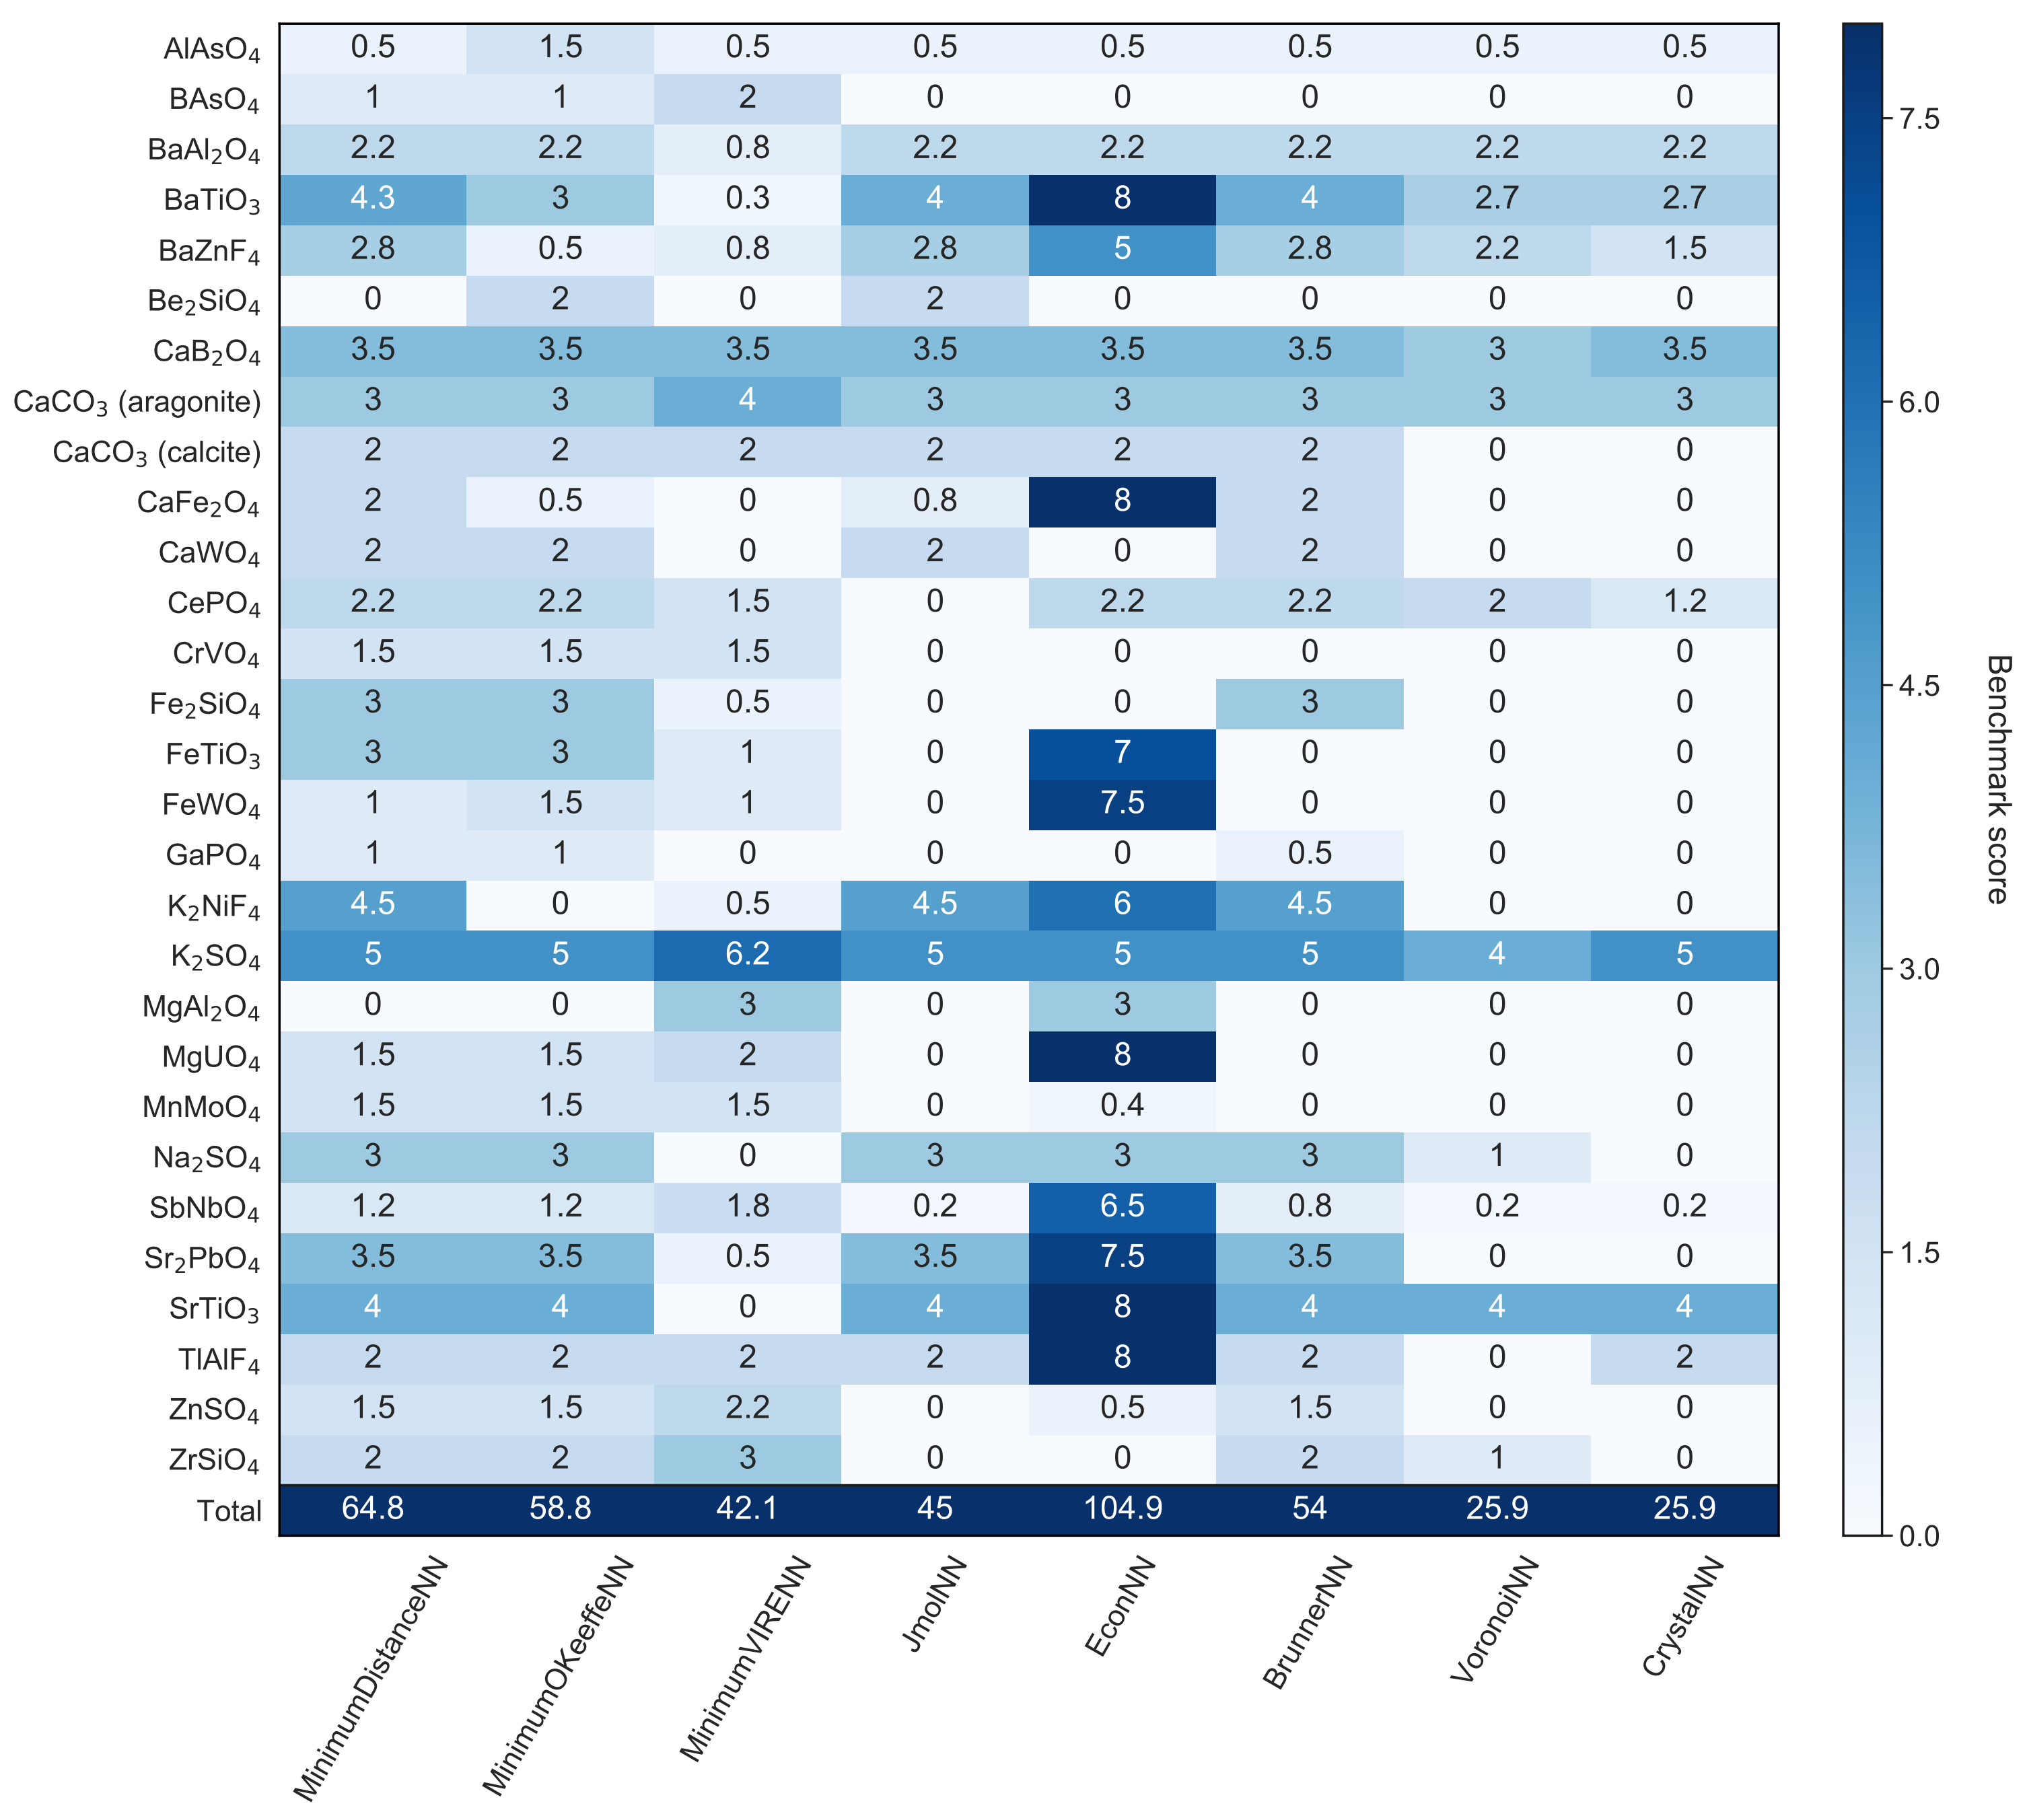 AlAsO₄ 0.5 1.5 0.5 0.5 0.5 0.5 0.5 0.5
BAsO₄ 1 1 2 0 0 0 0 0
BaAl₂O₄ 2.2 2.2 0.8 2.2 2.2 2.2 2.2 2.2
BaTiO₃ 4.3 3 0.3 4 8 4 2.7 2.7
BaZnF₄ 2.8 0.5 0.8 2.8 5 2.8 2.2 1.5
Be₂SiO₄ 0 2 0 2 0 0 0 0
CaB₂O₄ 3.5 3.5 3.5 3.5 3.5 3.5 3 3.5
CaCO₃ (aragonite) 3 3 4 3 3 3 3 3
CaCO₃ (calcite) 2 2 2 2 2 2 0 0
CaFe₂O₄ 2 0.5 0 0.8 8 2 0 0
CaWO₄ 2 2 0 2 0 2 0 0
CePO₄ 2.2 2.2 1.5 0 2.2 2.2 2 1.2
CrVO₄ 1.5 1.5 1.5 0 0 0 0 0
Fe₂SiO₄ 3 3 0.5 0 0 3 0 0
FeTiO₃ 3 3 1 0 7 0 0 0
FeWO₄ 1 1.5 1 0 7.5 0 0 0
GaPO₄ 1 1 0 0 0 0.5 0 0
K₂NiF₄ 4.5 0 0.5 4.5 6 4.5 0 0
K₂SO₄ 5 5 6.2 5 5 5 4 5
MgAl₂O₄ 0 0 3 0 3 0 0 0
MgUO₄ 1.5 1.5 2 0 8 0 0 0
MnMoO₄ 1.5 1.5 1.5 0 0.4 0 0 0
Na₂SO₄ 3 3 0 3 3 3 1 0
SbNbO₄ 1.2 1.2 1.8 0.2 6.5 0.8 0.2 0.2
Sr₂PbO₄ 3.5 3.5 0.5 3.5 7.5 3.5 0 0
SrTiO₃ 4 4 0 4 8 4 4 4
TlAlF₄ 2 2 2 2 8 2 0 2
ZnSO₄ 1.5 1.5 2.2 0 0.5 1.5 0 0
ZrSiO₄ 2 2 3 0 0 2 1 0
Total 64.8 58.8 42.1 45 104.9 54 25.9 25.9
MinimumDistanceNN
MinimumOKeeffeNN
MinimumVIRENN
JmolNN
EconNN
BrunnerNN
VoronoiNN
CrystalNN
7.5
6.0
4.5
3.0
1.5
0.0
Benchmark score